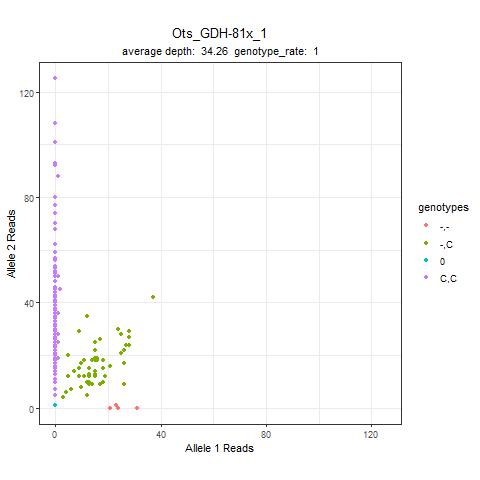 Ots_GDH-81x_1
average depth: 34.26 genotype_rate: 1
120
80
40
0
Allele 2 Reads
0
40
80
120
Allele 1 Reads
genotypes
-,-
-,C
0
C,C